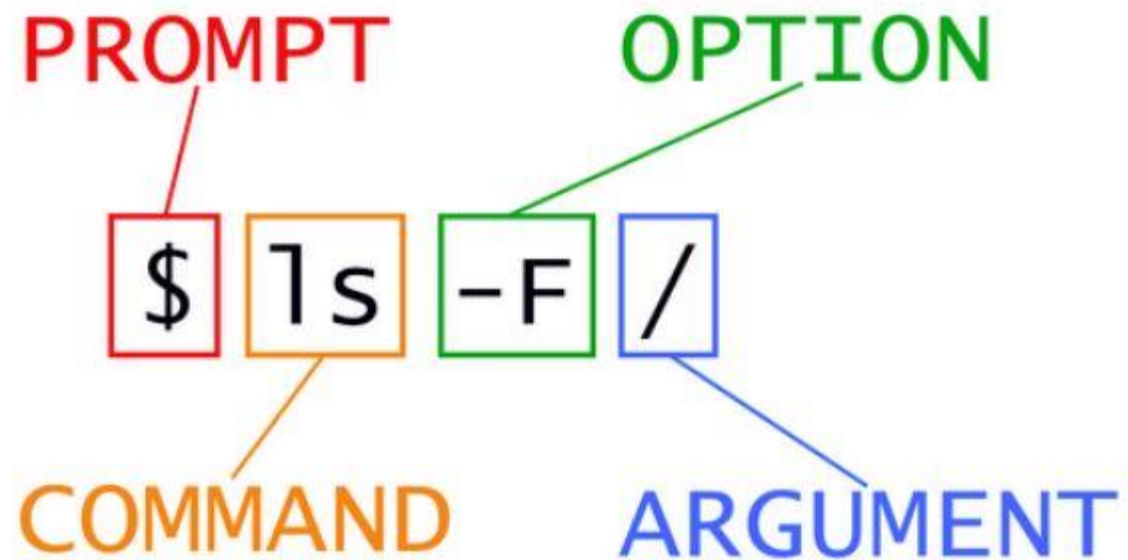 PROMPT OPTION
$ ls -F /
COMMAND ARGUMENT